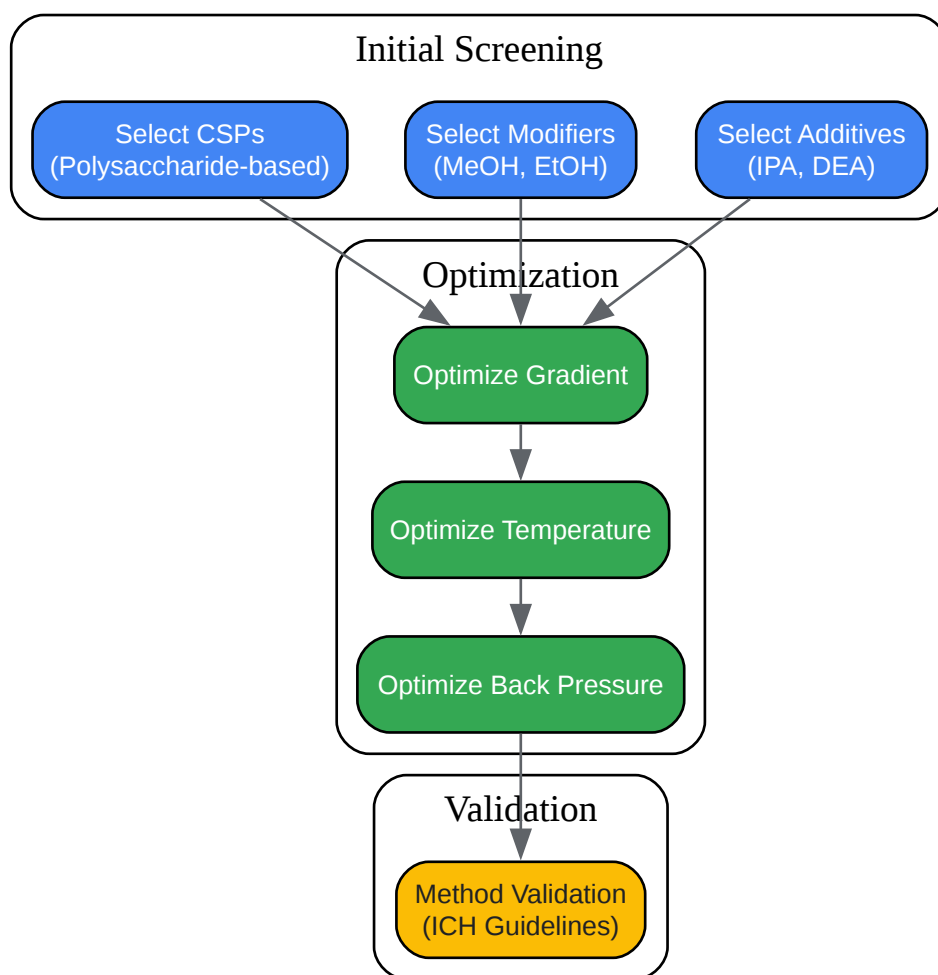 Initial Screening
Select CSPs
(Polysaccharide-based)
Select Modifiers
(MeOH, EtOH)
Select Additives
(IPA, DEA)
Optimization
Optimize Gradient
Optimize Temperature
Optimize Back Pressure
Validation
Method Validation
(ICH Guidelines)